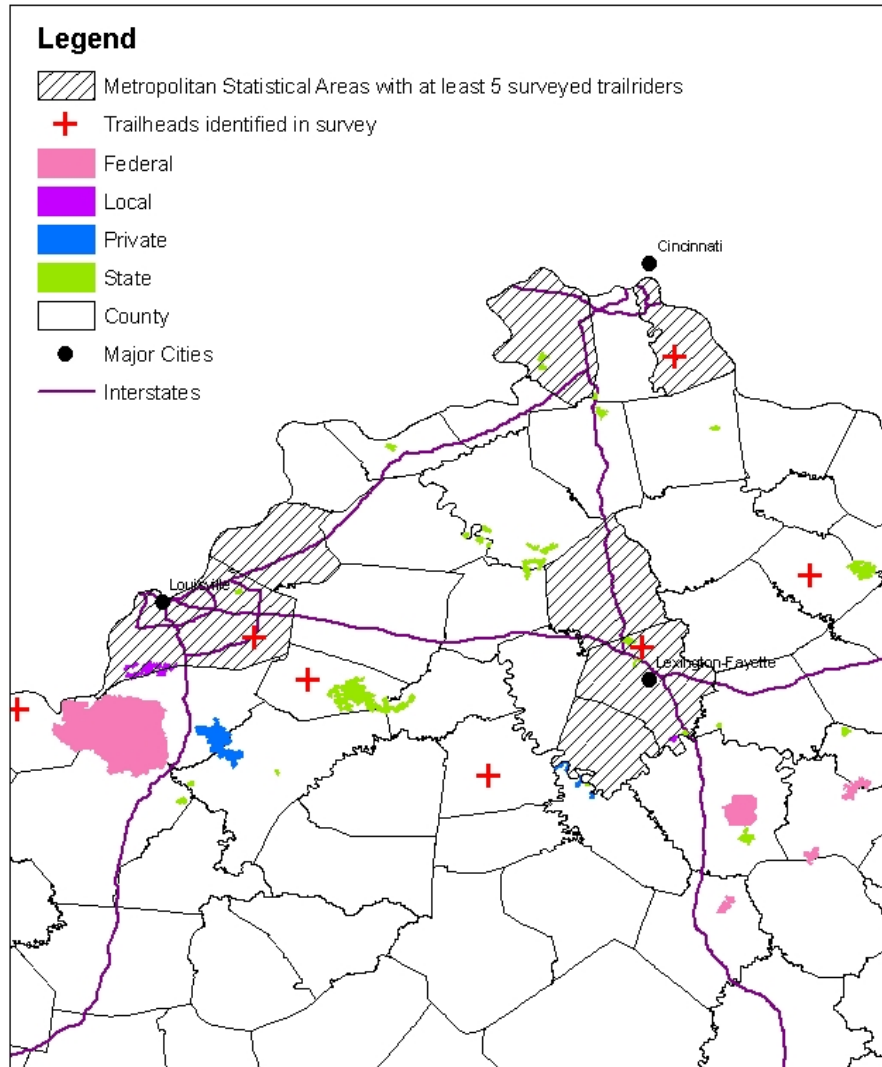 Legend
Metropolitan Statistical Areas with at least 5 surveyed trailriders
Trailheads identified in survey
Federal
Local
Private
State
County
Major Cities
Interstates
Cincinnati
Louisville
Lexington-Fayette